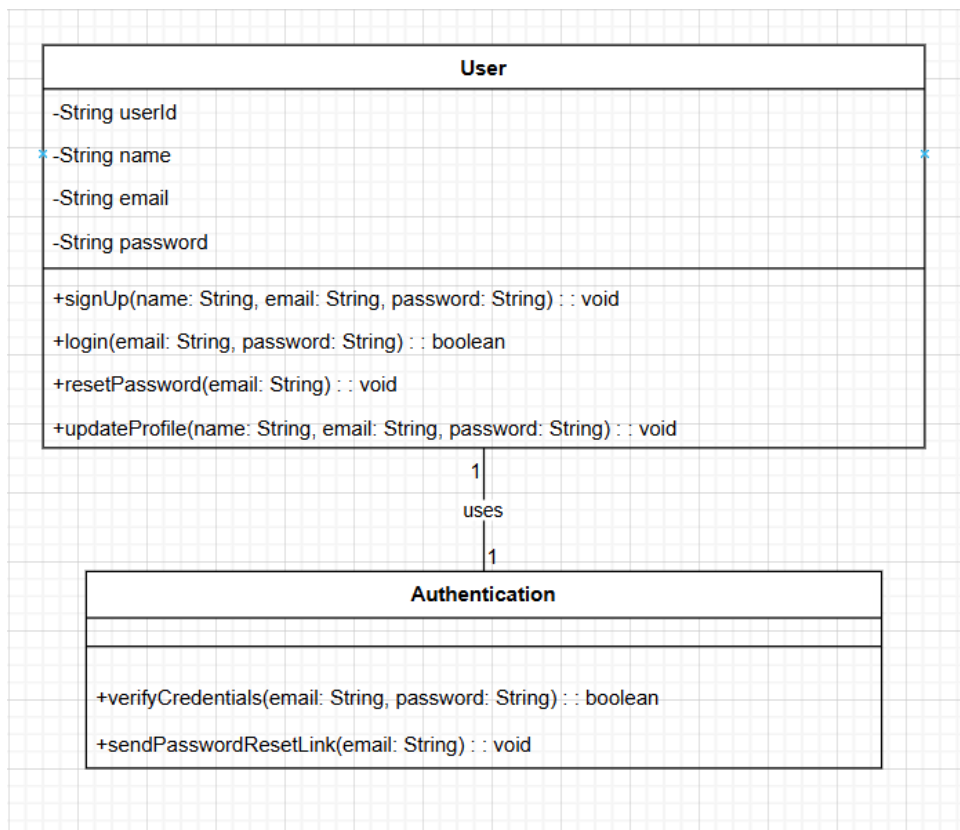 User
-String userId
-String name
-String email
-String password
+signUp(name: String, email: String, password: String) : : void
+login(email: String, password: String) : : boolean
+resetPassword(email: String) : : void
+updateProfile(name: String, email: String, password: String) : : void
1
uses
1
Authentication
+verifyCredentials(email: String, password: String) : : boolean
+sendPasswordResetLink(email: String) : : void